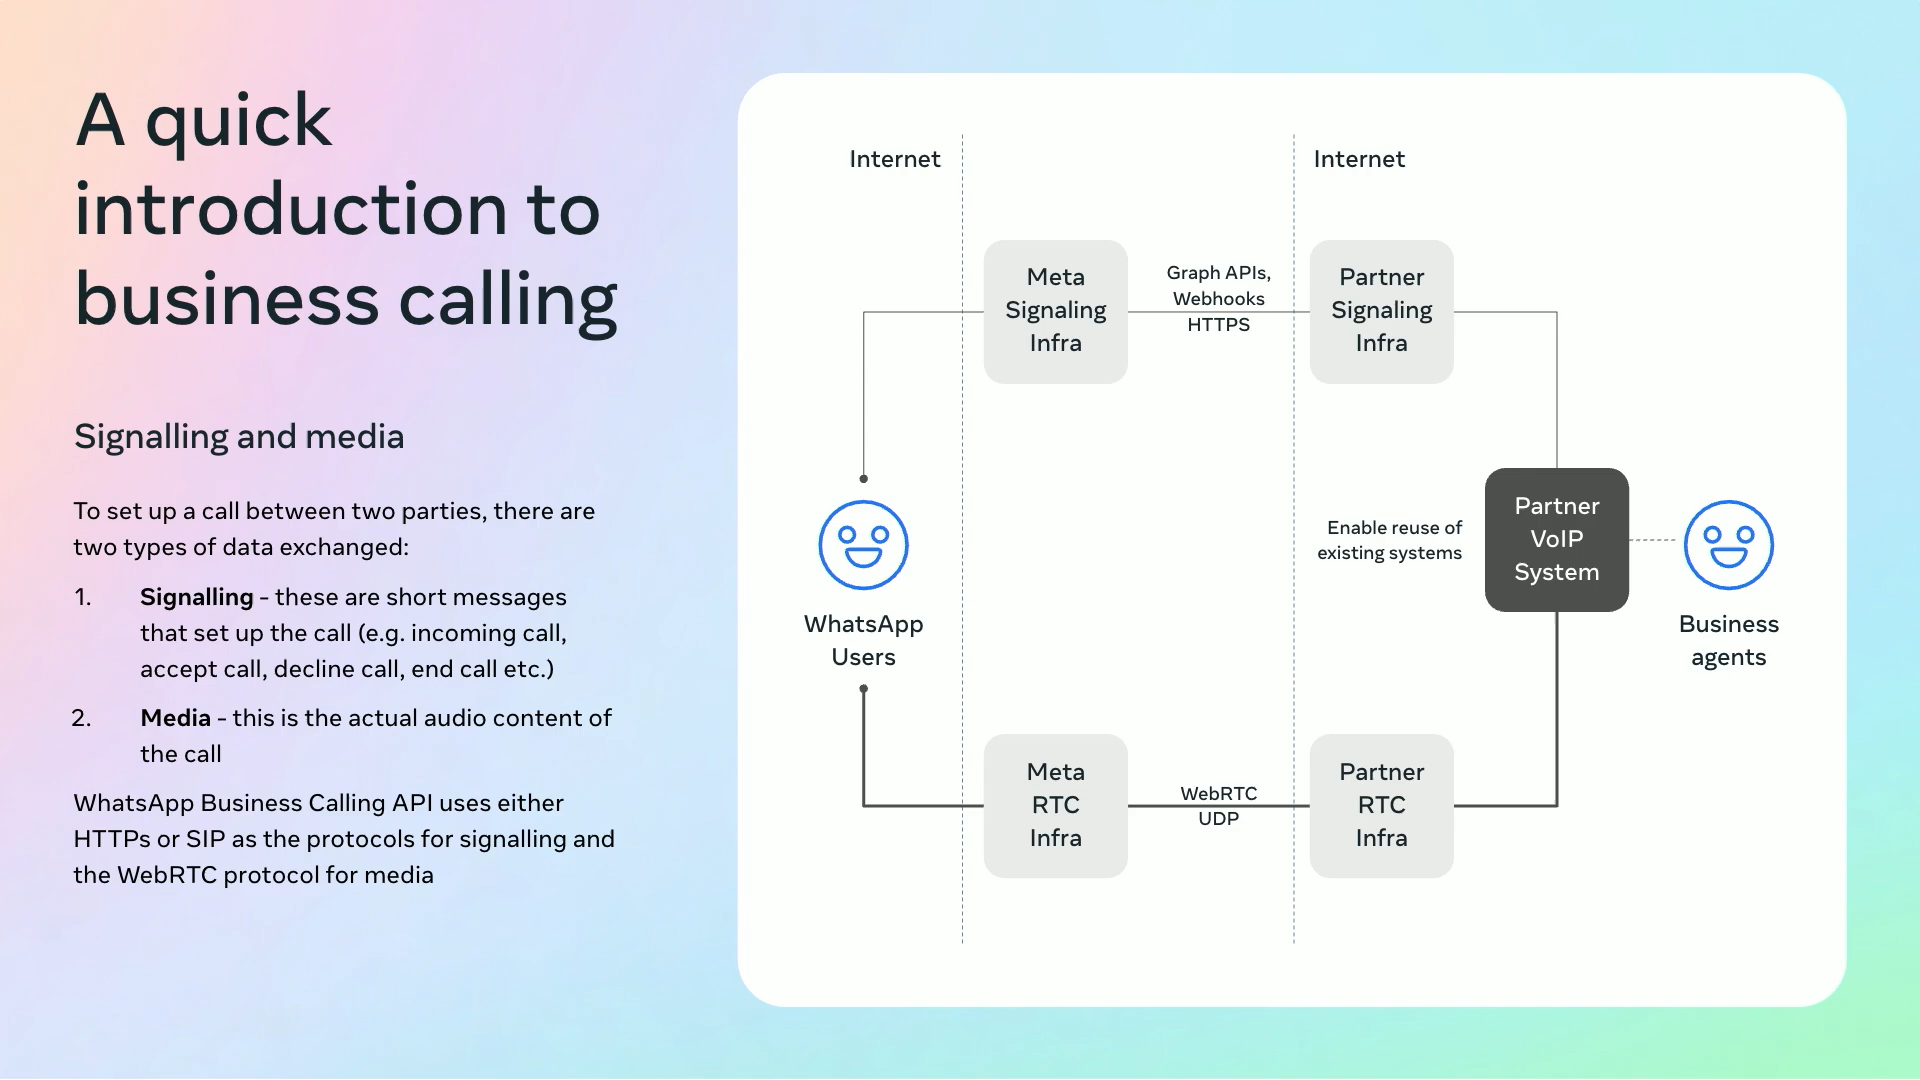 A quick
introduction to
business calling
Signalling and media
To set up a call between two parties, there are
two types of data exchanged:
1. Signalling - these are short messages
that set up the call (e.g. incoming call,
accept call, decline call, end call etc.)
2. Media - this is the actual audio content of
the call
WhatsApp Business Calling API uses either
HTTPs or SIP as the protocols for signalling and
the WebRTC protocol for media
Internet
Internet
Meta
Signaling
Infra
Graph APIs,
Webhooks
HTTPS
Partner
Signaling
Infra
WhatsApp
Users
Enable reuse of
existing systems
Partner
VoIP
System
Business
agents
Meta
RTC
Infra
WebRTC
UDP
Partner
RTC
Infra